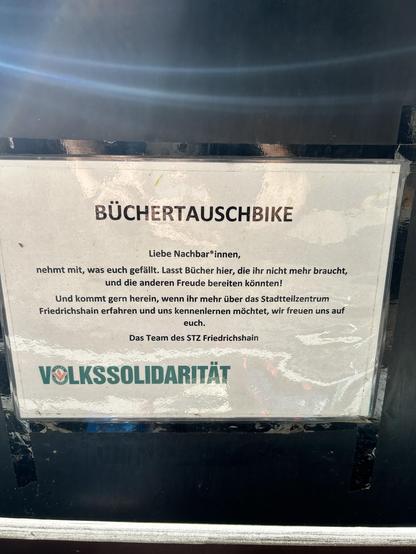 BÜCHERTAUSCHBIKE
Liebe Nachbar*innen,
nehmt mit, was euch gefällt. Lasst Bücher hier, die ihr nicht mehr braucht,
und die anderen Freude bereiten könnten!
Und kommt gern herein, wenn ihr mehr über das Stadtteilzentrum
Friedrichshain erfahren und uns kennenlernen möchtet, wir freuen uns auf
euch.
Das Team des STZ Friedrichshain
VOLKSSOLIDARITÄT